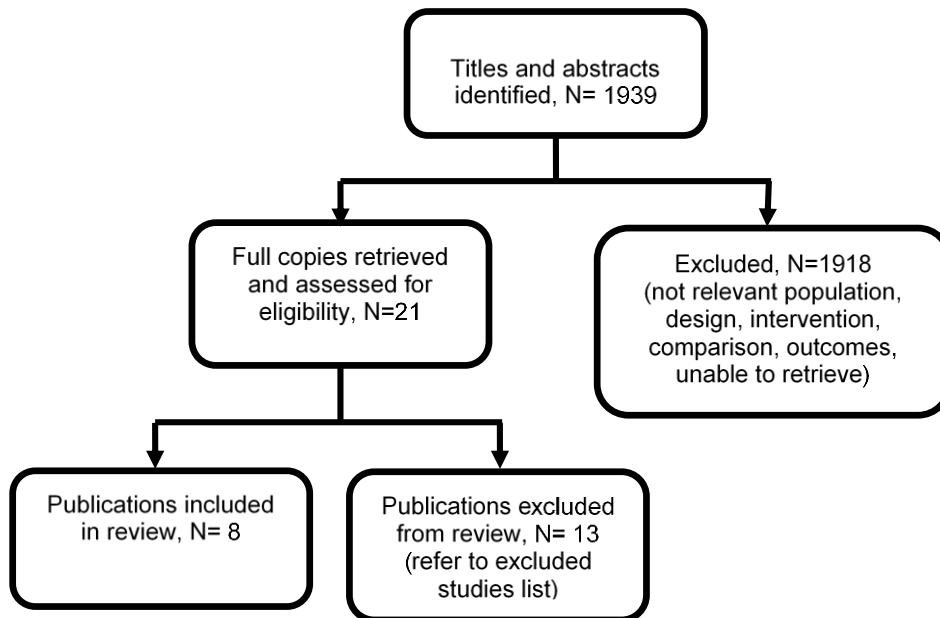 Titles and abstracts
identified, N= 1939
Full copies retrieved
and assessed for
eligibility, N=21
Excluded, N=1918
(not relevant population,
design, intervention,
comparison, outcomes,
unable to retrieve)
Publications included
in review, N= 8
Publications excluded
from review, N= 13
(refer to excluded
studies list)